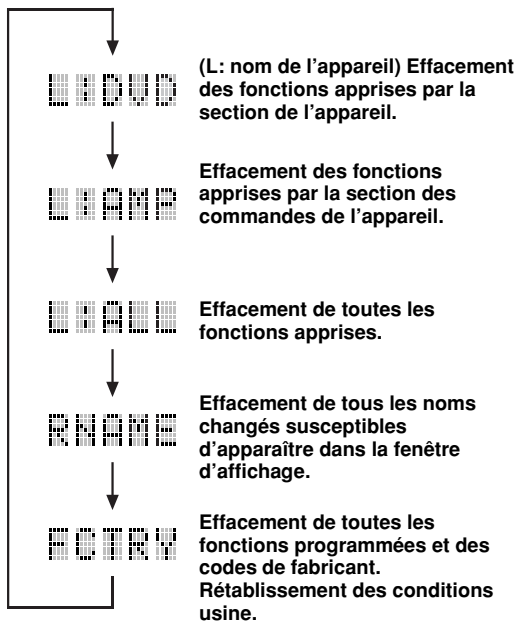 L:DVD
(L: nom de l'appareil) Effacement
des fonctions apprises par la
section de l'appareil.
L:AMP
Effacement des fonctions
apprises par la section des
commandes de l'appareil.
L:ALL
Effacement de toutes les
fonctions apprises.
RNAME
Effacement de tous les noms
changés susceptibles
d'apparaître dans la fenêtre
d'affichage.
FCTRY
Effacement de toutes les
fonctions programmées et des
codes de fabricant.
Rétablissement des conditions
usine.